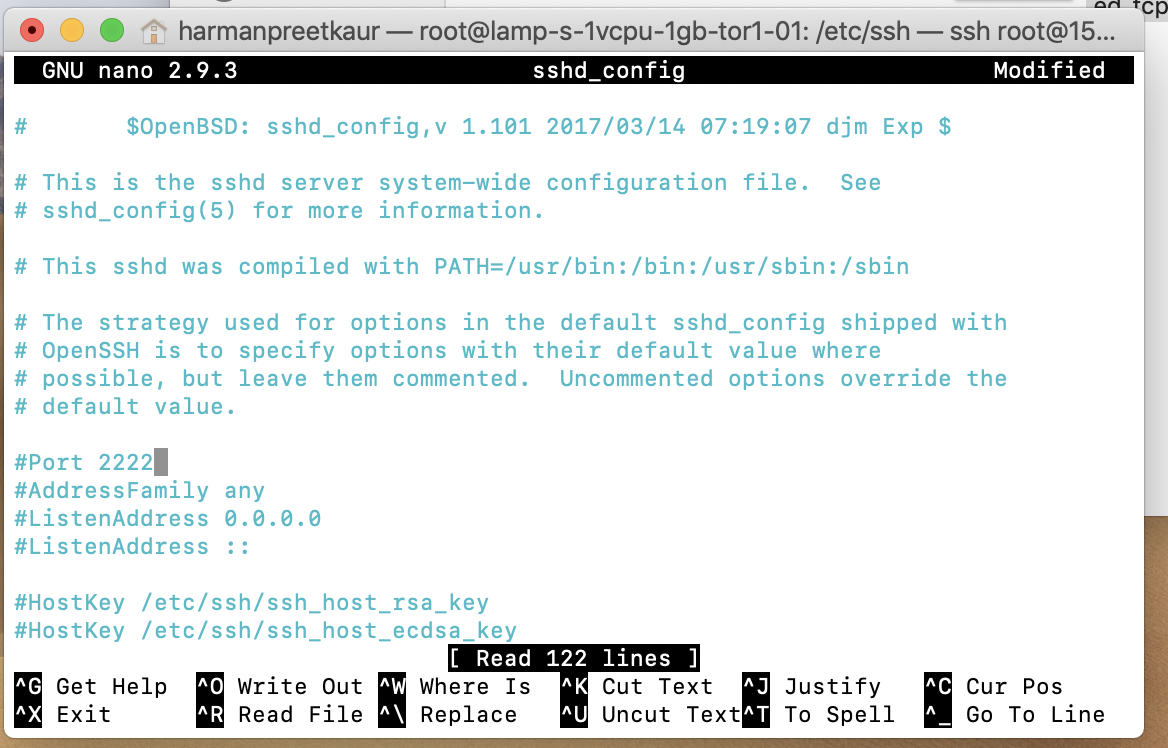 ed_tcp
harmanpreetkaur — root@lamp-s-1vcpu-1gb-tor1-01: /etc/ssh — ssh root@15...
GNU nano 2.9.3 sshd_config Modified
# $OpenBSD: sshd_config,v 1.101 2017/03/14 07:19:07 djm Exp $
# This is the sshd server system-wide configuration file.  See
# sshd_config(5) for more information.
# This sshd was compiled with PATH=/usr/bin:/bin:/usr/sbin:/sbin
# The strategy used for options in the default sshd_config shipped with
# OpenSSH is to specify options with their default value where
# possible, but leave them commented.  Uncommented options override the
# default value.
#Port 2222
#AddressFamily any
#ListenAddress 0.0.0.0
#ListenAddress ::
#HostKey /etc/ssh/ssh_host_rsa_key
#HostKey /etc/ssh/ssh_host_ecdsa_key
[ Read 122 lines ]
^G Get Help ^O Write Out ^W Where Is ^K Cut Text ^J Justify ^C Cur Pos
^X Exit ^R Read File ^\ Replace ^U Uncut Text ^T To Spell ^_ Go To Line